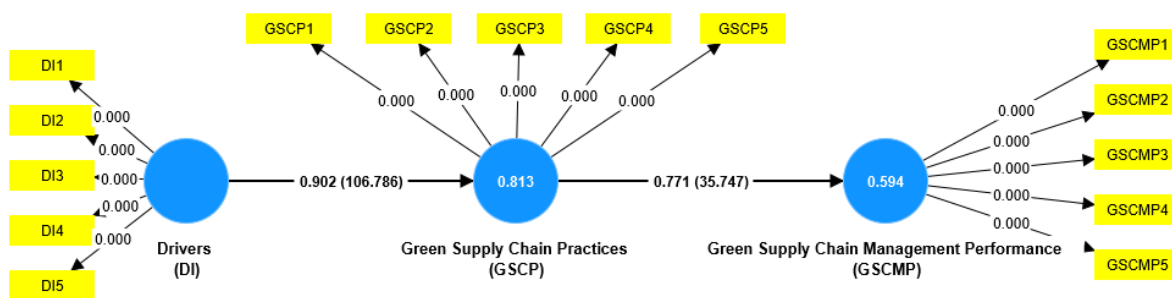 GSCP1
GSCP2
GSCP3
GSCP4
GSCP5
GSCMP1
DI1
0.000
0.000
0.000
0.000
0.000
0.000
GSCMP2
0.000
DI2
0.000
0.000
GSCMP3
0.000
DI3
0.000
0.902 (106.786)
0.813
0.771 (35.747)
0.594
0.000
GSCMP4
0.000
DI4
0.000
0.000
Drivers
(DI)
Green Supply Chain Practices
(GSCP)
Green Supply Chain Management Performance
(GSCMP)
GSCMP5
DI5